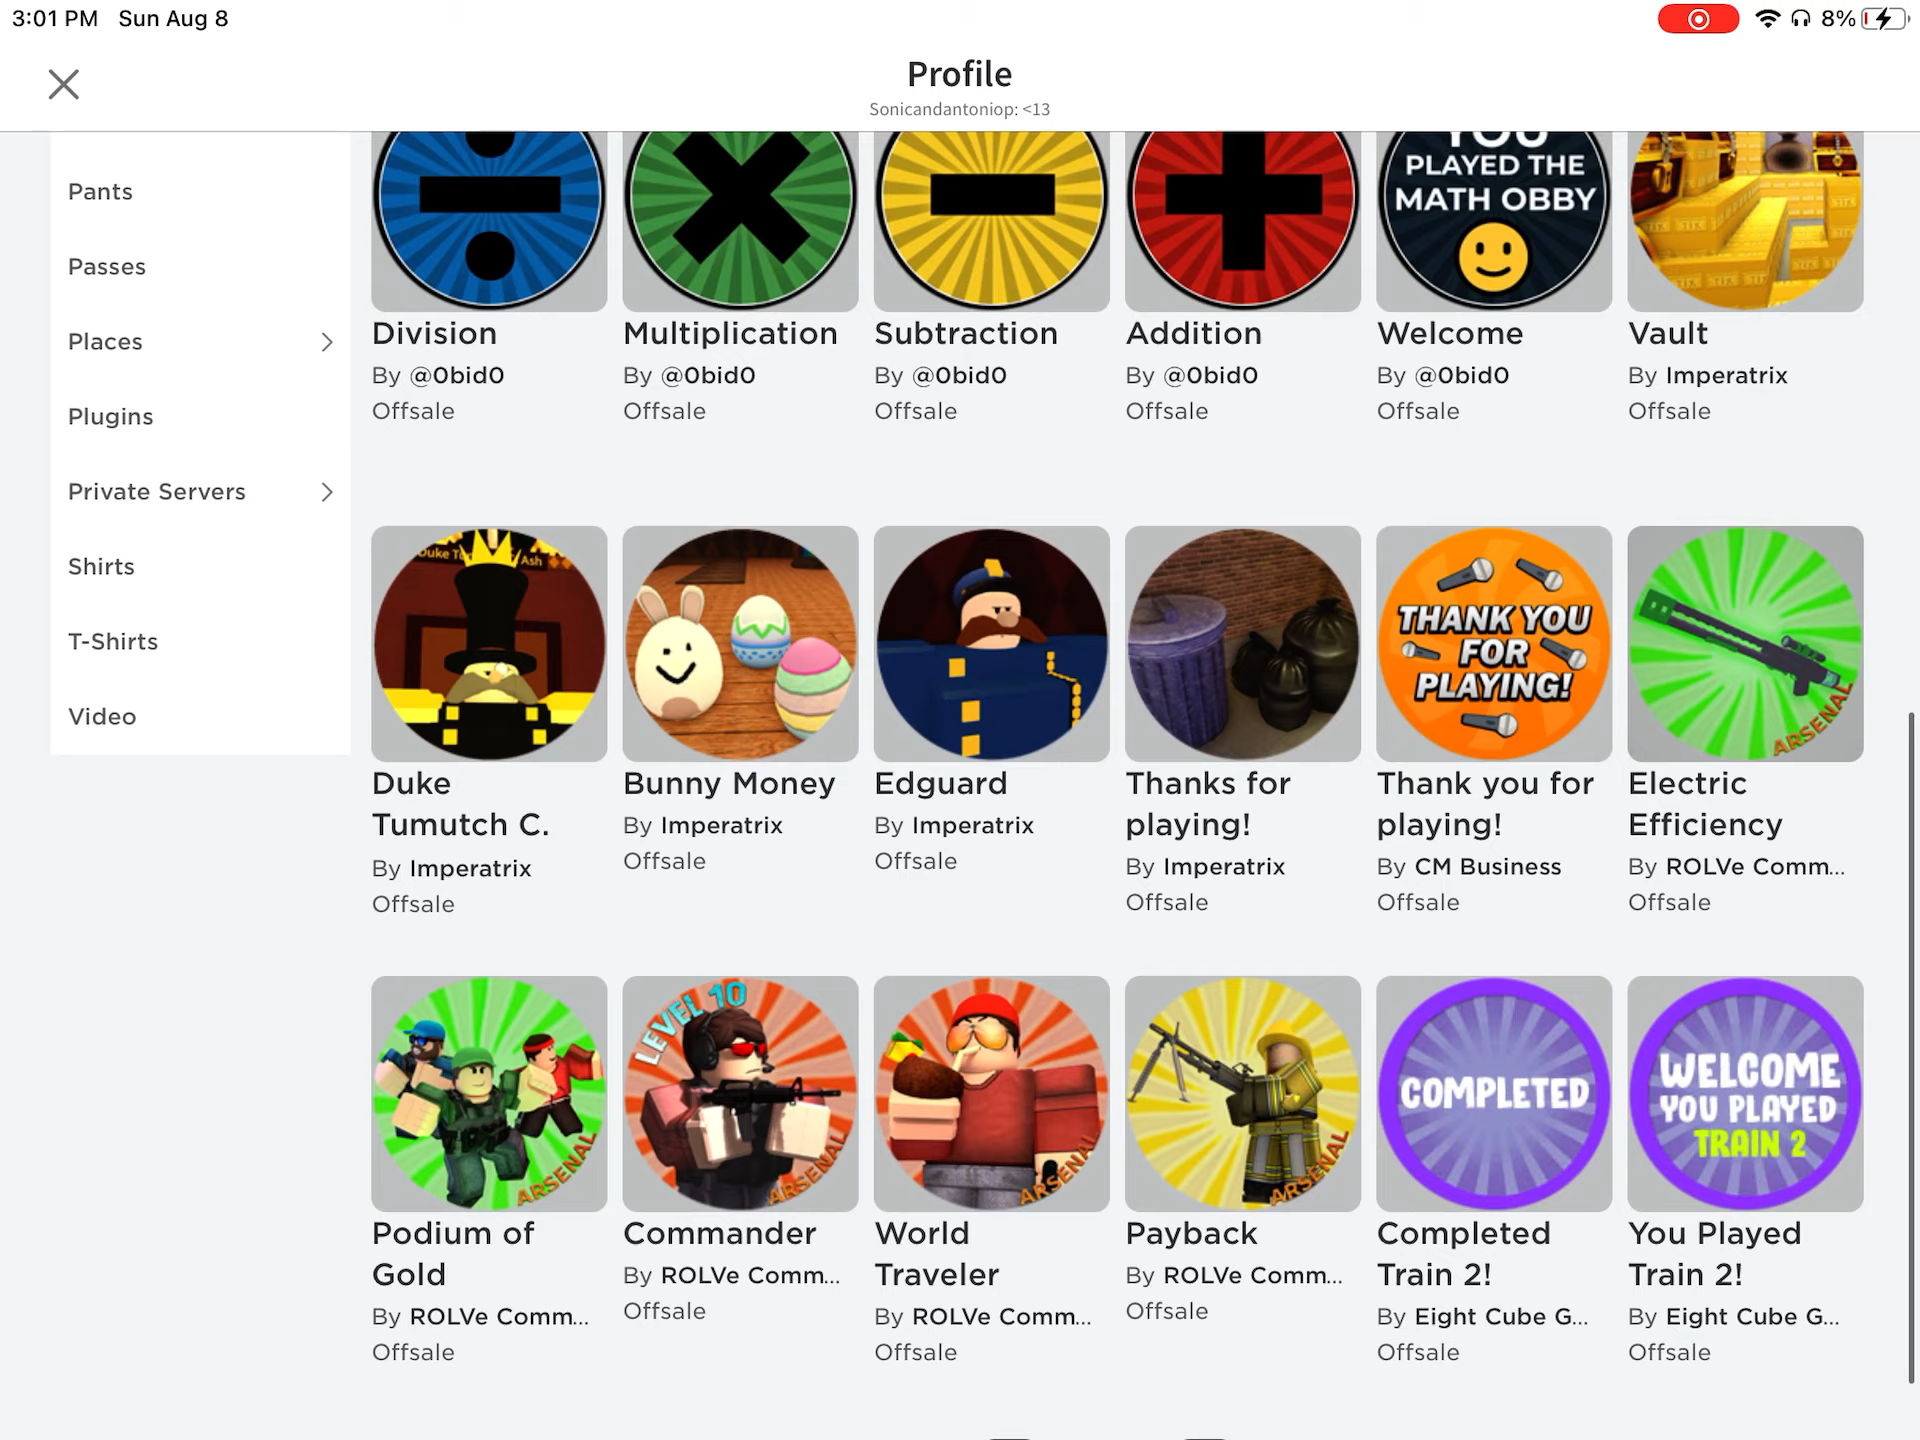 3:01 PM Sun Aug 8
8%
Profile
Sonicandantoniop: <13
Pants
Passes
Places
Plugins
Private Servers
Shirts
T-Shirts
Video
YOU
PLAYED THE
MATH OBBY
Division
By @0bid0
Offsale
Multiplication
By @0bid0
Offsale
Subtraction
By @0bid0
Offsale
Addition
By @0bid0
Offsale
Welcome
By @0bid0
Offsale
Vault
By Imperatrix
Offsale
Duke
Ash
Duke
Tumutch C.
By Imperatrix
Offsale
Bunny Money
By Imperatrix
Offsale
Edguard
By Imperatrix
Offsale
Thanks for
playing!
By Imperatrix
Offsale
THANK YOU
FOR
PLAYING!
Thank you for
playing!
By CM Business
Offsale
ARSENAL
Electric
Efficiency
By ROLVe Comm...
Offsale
ARSENAL
Podium of
Gold
By ROLVe Comm...
Offsale
LEVEL 10
ARSENAL
Commander
By ROLVe Comm...
Offsale
ARSENAL
World
Traveler
By ROLVe Comm...
Offsale
ARSENAL
Payback
By ROLVe Comm...
Offsale
COMPLETED
Completed
Train 2!
By Eight Cube G...
Offsale
WELCOME
YOU PLAYED
TRAIN 2
You Played
Train 2!
By Eight Cube G...
Offsale